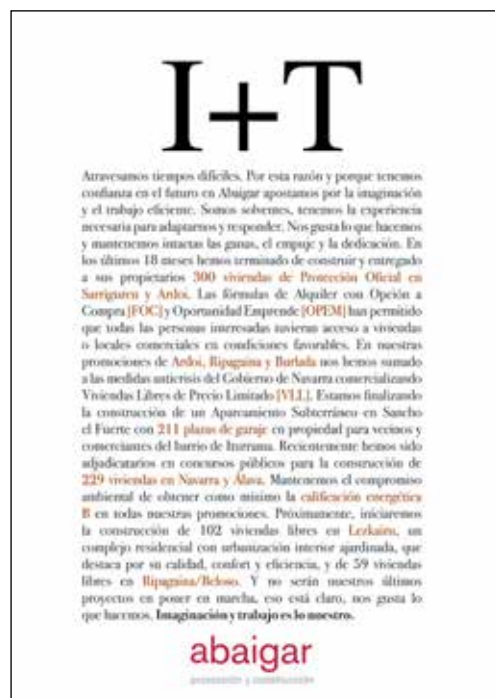 I+T
Atravesamos tiempos difíciles. Por esta razón y porque tenemos
confianza en el futuro en Abaigar apostamos por la imaginación
y el trabajo eficiente. Somos solventes, tenemos la experiencia
necesaria para adaptarnos y responder. Nos gusta lo que hacemos
y mantenemos intactas las ganas, el empuje y la dedicación. En
los últimos 18 meses hemos terminado de construir y entregado
a sus propietarios 300 viviendas de Protección Oficial en
Sarriguren y Ardoi. Las fórmulas de Alquiler con Opción a
Compra [FOC] y Oportunidad Emprende [OPEM] han permitido
que todas las personas interesadas tuvieran acceso a viviendas
o locales comerciales en condiciones favorables. En nuestras
promociones de Ardoi, Ripagaina y Burlada nos hemos sumado
a las medidas anticrisis del Gobierno de Navarra comercializando
Viviendas Libres de Precio Limitado [VLL]. Estamos finalizando
la construcción de un Aparcamiento Subterráneo en Sancho
el Fuerte con 211 plazas de garaje en propiedad para vecinos y
comerciantes del barrio de Iturrama. Recientemente hemos sido
adjudicatarios en concursos públicos para la construcción de
229 viviendas en Navarra y Álava. Mantenemos el compromiso
ambiental de obtener como mínimo la calificación energética
B en todas nuestras promociones. Próximamente, iniciaremos
la construcción de 102 viviendas libres en Lezkairu, un
complejo residencial con urbanización interior ajardinada, que
destaca por su calidad, confort y eficiencia, y de 59 viviendas
libres en Ripagaina/Beloso. Y no serán nuestros últimos
proyectos en poner en marcha, eso está claro, nos gusta lo
que hacemos. Imaginación y trabajo es lo nuestro.
abaigar
promoción y construcción